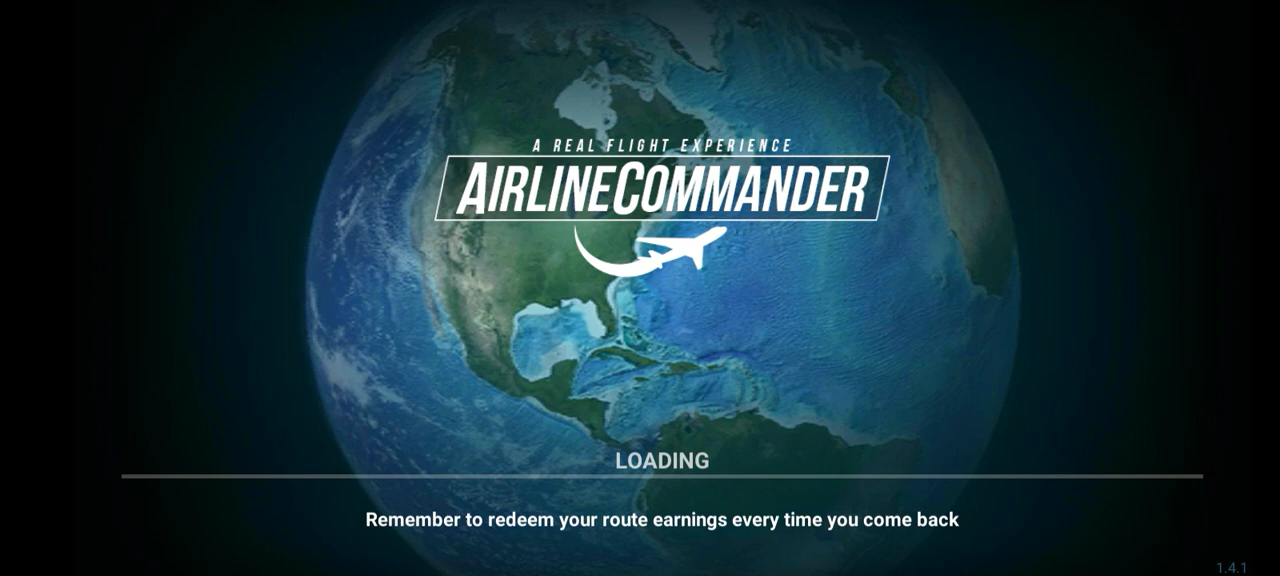 A REAL FLIGHT EXPERIENCE
AIRLINECOMMANDER
LOADING
Remember to redeem your route earnings every time you come back
1.4.1